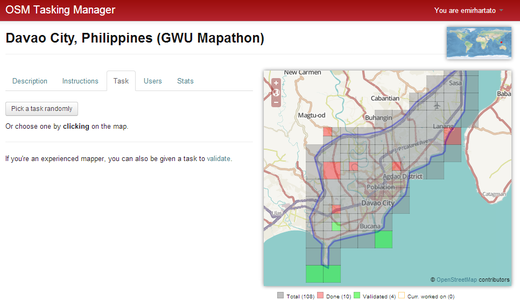 OSM Tasking Manager
You are emirhartato
Davao City, Philippines (GWU Mapathon)
Description Instructions Task Users Stats
Pick a task randomly
Or choose one by clicking on the map.
If you're an experienced mapper, you can also be given a task to validate.
New Carmen
Sasa
Cabantian
Magtu-od
Buhangin
Lanang
Agdao District
Poblacion
Davao City
Bucana
© OpenStreetMap contributors
Total (108) Done (10) Validated (4) Curr. worked on (0)